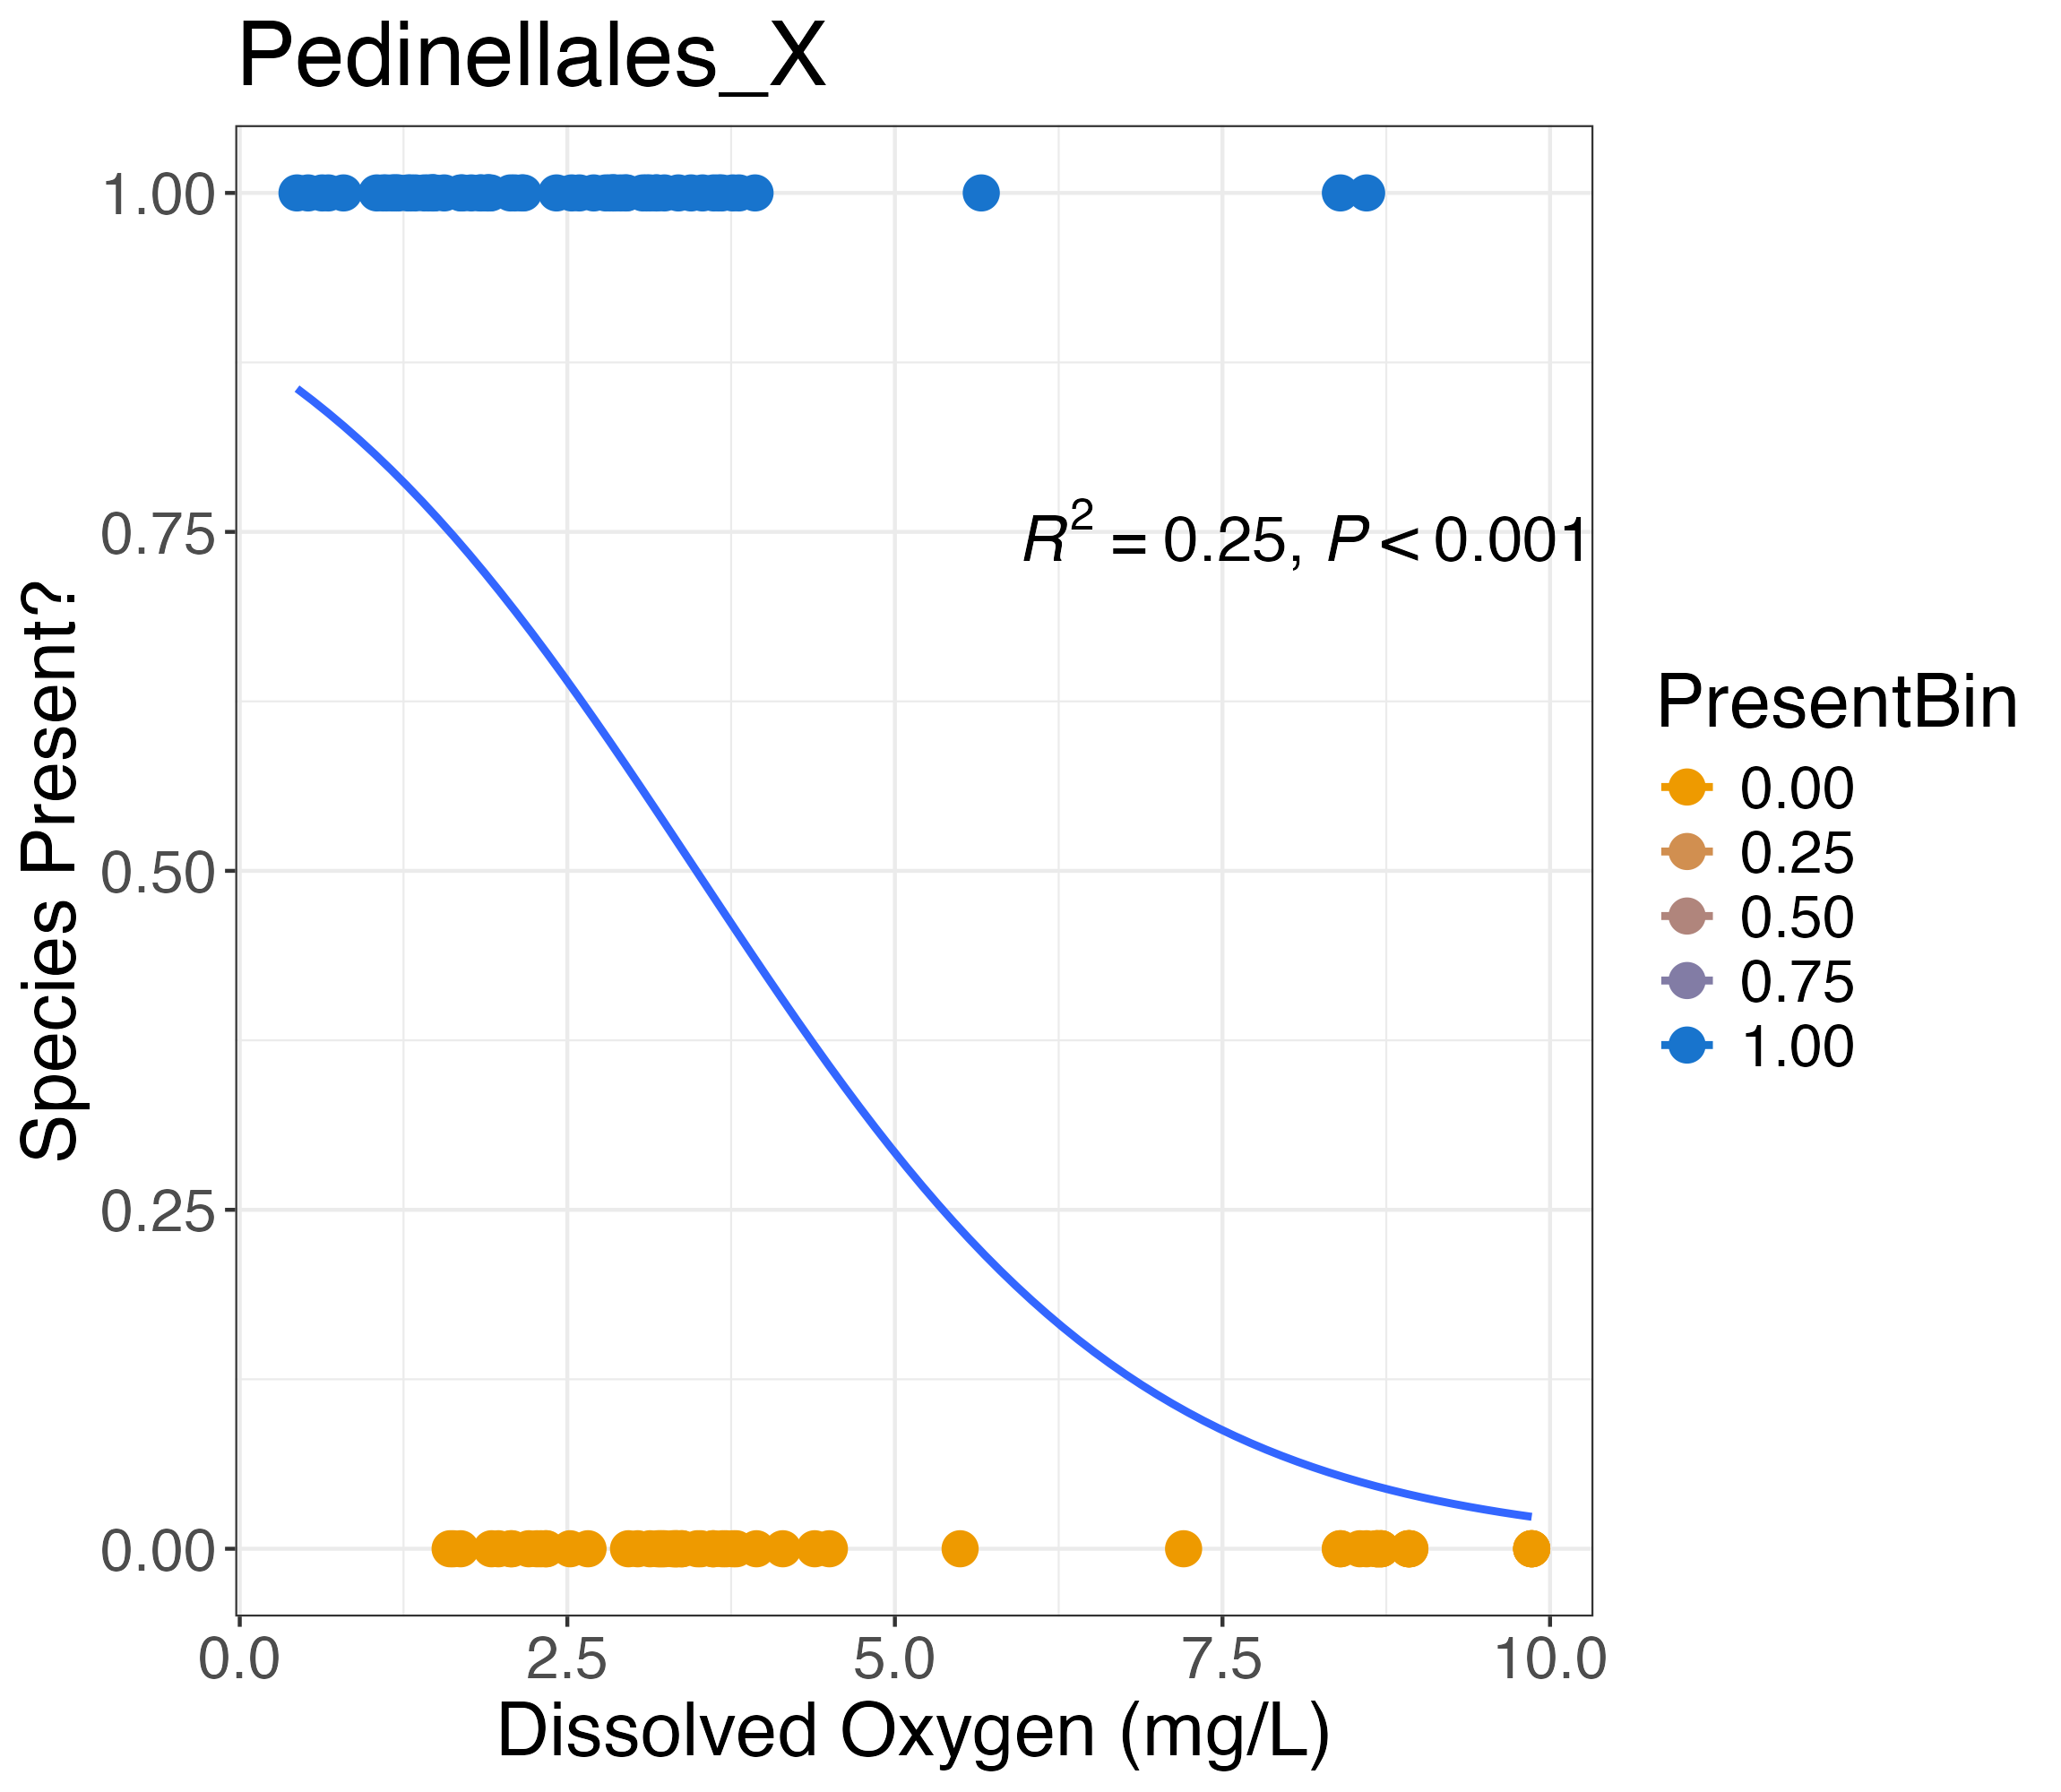 Pedinellales_X
1.00
0.75
0.50
0.25
0.00
Species Present?
R² = 0.25, P < 0.001
0.0 2.5 5.0 7.5 10.0
Dissolved Oxygen (mg/L)
PresentBin
0.00
0.25
0.50
0.75
1.00